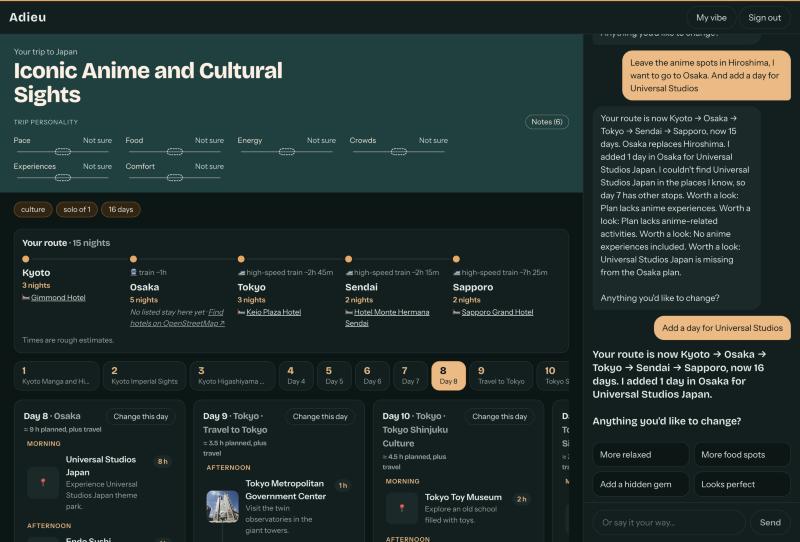 Adieu
My vibe
Sign out
Your trip to Japan
Iconic Anime and Cultural
Sights
TRIP PERSONALITY
Notes (6)
Pace Not sure
Food Not sure
Energy Not sure
Crowds Not sure
Experiences Not sure
Comfort Not sure
culture
solo of 1
16 days
Your route · 15 nights
Kyoto
3 nights
Gimmond Hotel
train ~1h
Osaka
5 nights
No listed stay here yet · Find
hotels on OpenStreetMap ↗
high-speed train ~2h 45m
Tokyo
3 nights
Keio Plaza Hotel
high-speed train ~2h 15m
Sendai
2 nights
Hotel Monte Hermana
Sendai
high-speed train ~7h 25m
Sapporo
2 nights
Sapporo Grand Hotel
Times are rough estimates.
1
Kyoto Manga and Hi...
2
Kyoto Imperial Sights
3
Kyoto Higashiyama ...
4
Day 4
5
Day 5
6
Day 6
7
Day 7
8
Day 8
9
Travel to Tokyo
10
Tokyo S
Day 8 · Osaka
Change this day
≈ 9 h planned, plus travel
MORNING
Universal Studios
Japan
8 h
Experience Universal
Studios Japan theme
park.
AFTERNOON
Endo Sushi
Day 9 · Tokyo ·
Travel to Tokyo
Change this day
≈ 3.5 h planned, plus
travel
AFTERNOON
Tokyo Metropolitan
Government Center
1 h
Visit the twin
observatories in the
giant towers.
Day 10 · Tokyo ·
Tokyo Shinjuku
Culture
Change this day
≈ 4.5 h planned, plus
travel
MORNING
Tokyo Toy Museum
2 h
Explore an old school
filled with toys.
AFTERNOON
Anything you'd like to change?
Leave the anime spots in Hiroshima, I
want to go to Osaka. And add a day for
Universal Studios
Your route is now Kyoto → Osaka →
Tokyo → Sendai → Sapporo, now 15
days. Osaka replaces Hiroshima. I
added 1 day in Osaka for Universal
Studios Japan. I couldn't find Universal
Studios Japan in the places I know, so
day 7 has other stops. Worth a look:
Plan lacks anime experiences. Worth a
look: Plan lacks anime-related
activities. Worth a look: No anime
experiences included. Worth a look:
Universal Studios Japan is missing
from the Osaka plan.
Anything you'd like to change?
Add a day for Universal Studios
Your route is now Kyoto → Osaka →
Tokyo → Sendai → Sapporo, now 16
days. I added 1 day in Osaka for
Universal Studios Japan.
Anything you'd like to change?
More relaxed
More food spots
Add a hidden gem
Looks perfect
Or say it your way...
Send